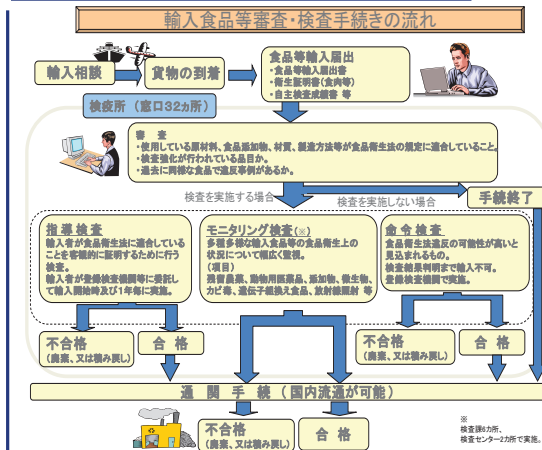 輸入食品等審査・検査手続きの流れ
輸入相談
貨物の到着
食品等輸入届出
・食品等輸入届出書
・衛生証明書(食肉等)
・自主検査成績書 等
検疫所（窓口32ヵ所）
審 査
・使用している原材料、食品添加物、材質、製造方法等が食品衛生法の規定に適合していること。
・検査強化が行われている品目か。
・過去に同様な食品で違反事例があるか。
検査を実施する場合
検査を実施しない場合
手続終了
指導検査
輸入者が食品衛生法に適合している
ことを客観的に証明するために行う
検査。
輸入者が登録検査機関等に委託し
て輸入開始時及び1年毎に実施。
モニタリング検査(※)
多種多様な輸入食品等の食品衛生上の
状況について幅広く監視。
(項目)
残留農薬、動物用医薬品、添加物、微生物、
カビ毒、遺伝子組換え食品、放射線照射 等
命令検査
食品衛生法違反の可能性が高いと
見込まれるもの。
検査結果判明まで輸入不可。
登録検査機関で実施。
不合格
(廃棄、又は積み戻し)
合 格
不合格
(廃棄、又は積み戻し)
合 格
通 関 手 続 （国内流通が可能）
不合格
(廃棄、又は積み戻し)
合 格
※
検査課6カ所、
検査センター2カ所で実施。